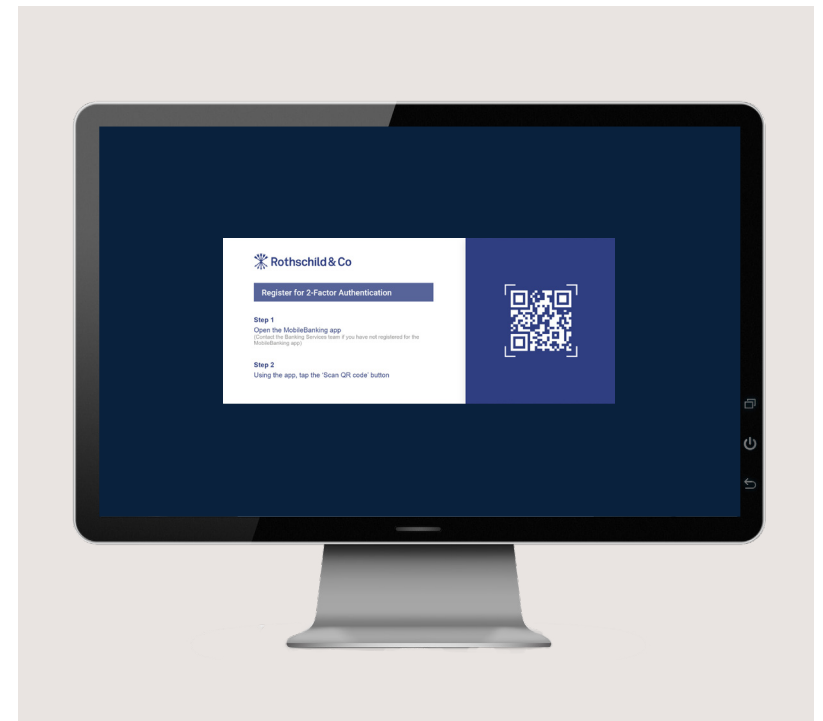 Rothschild & Co
Register for 2-Factor Authentication
Step 1
Open the MobileBanking app
(Contact the Banking Services team if you have not registered for the
MobileBanking app)
Step 2
Using the app, tap the 'Scan QR code' button